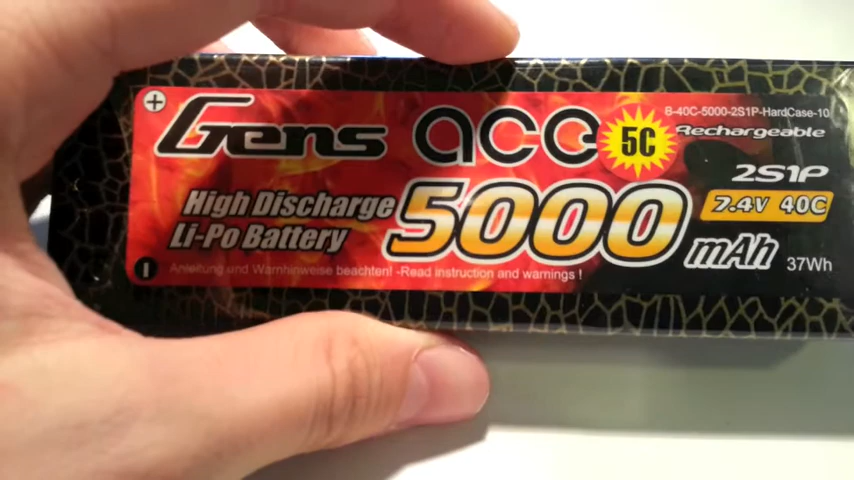 +
Gens ace
5C
B-40C-5000-2S1P-HardCase-10
Rechargeable
2S1P
7.4V 40C
High Discharge
Li-Po Battery
5000 mAh
37Wh
Anleitung und Warnhinweise beachten! -Read instruction and warnings !